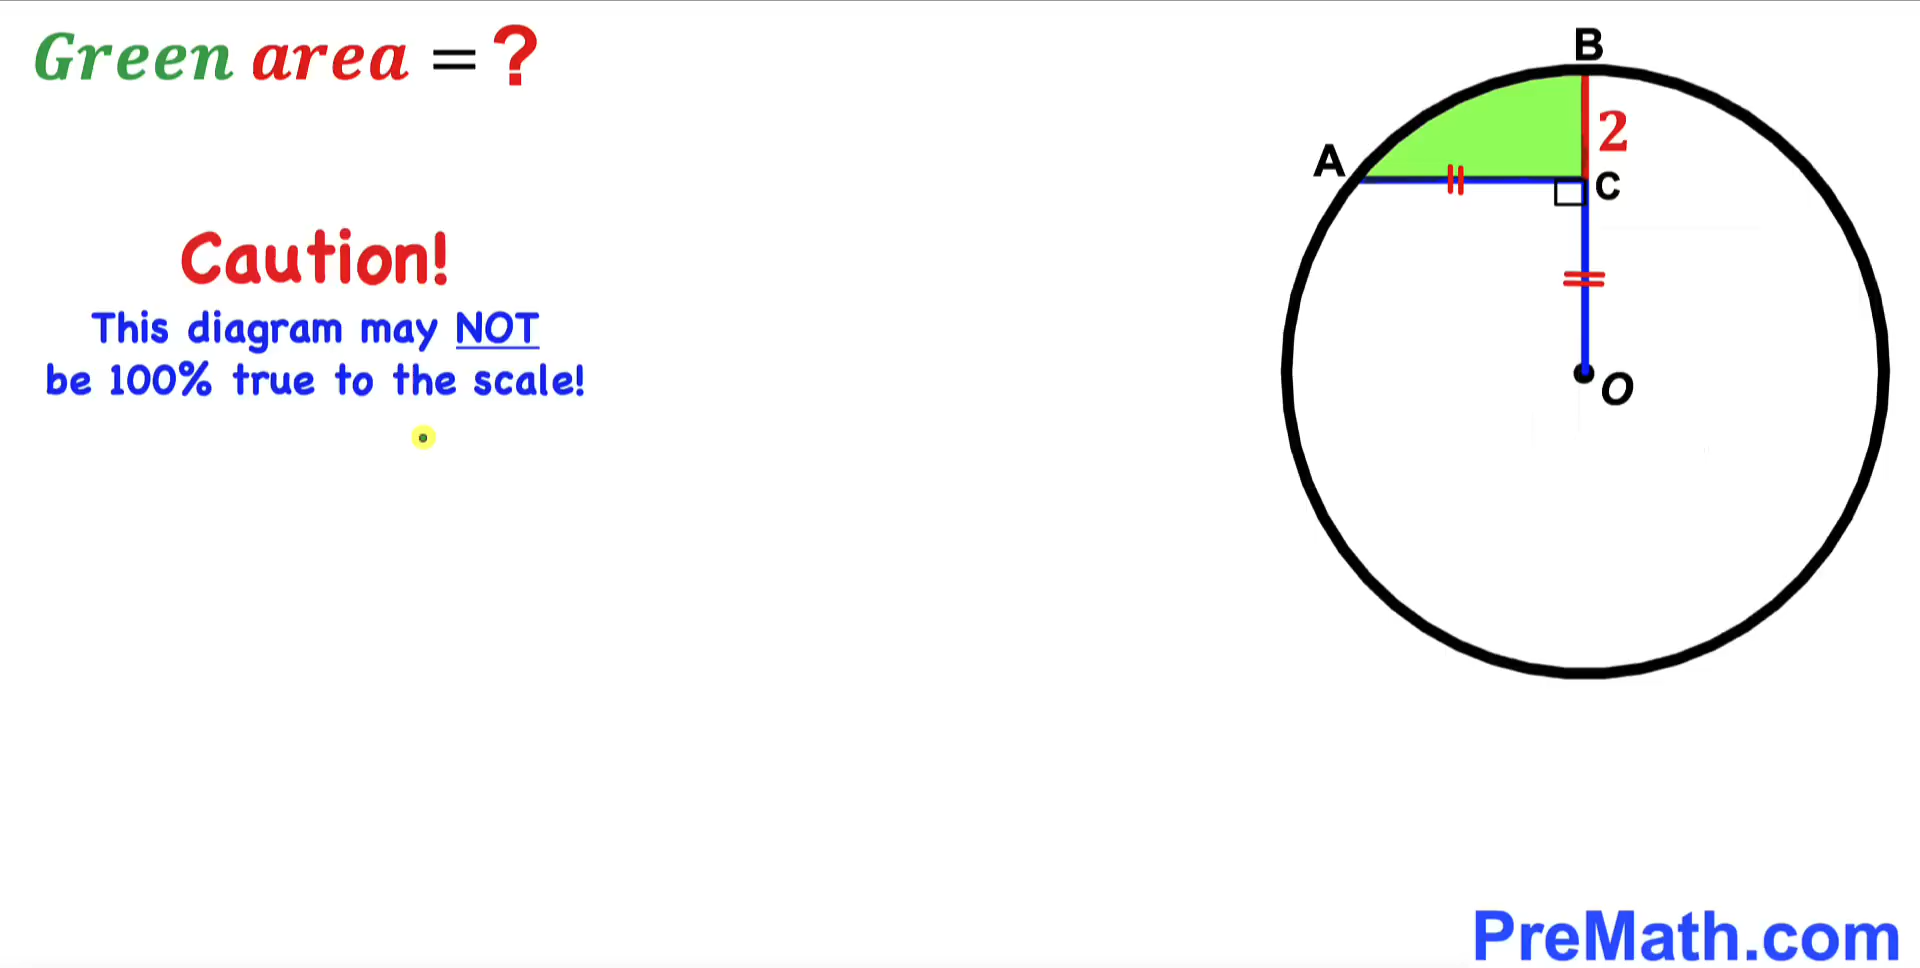 Green area = ?
B
2
A
C
Caution!
This diagram may NOT
be 100% true to the scale!
O
PreMath.com